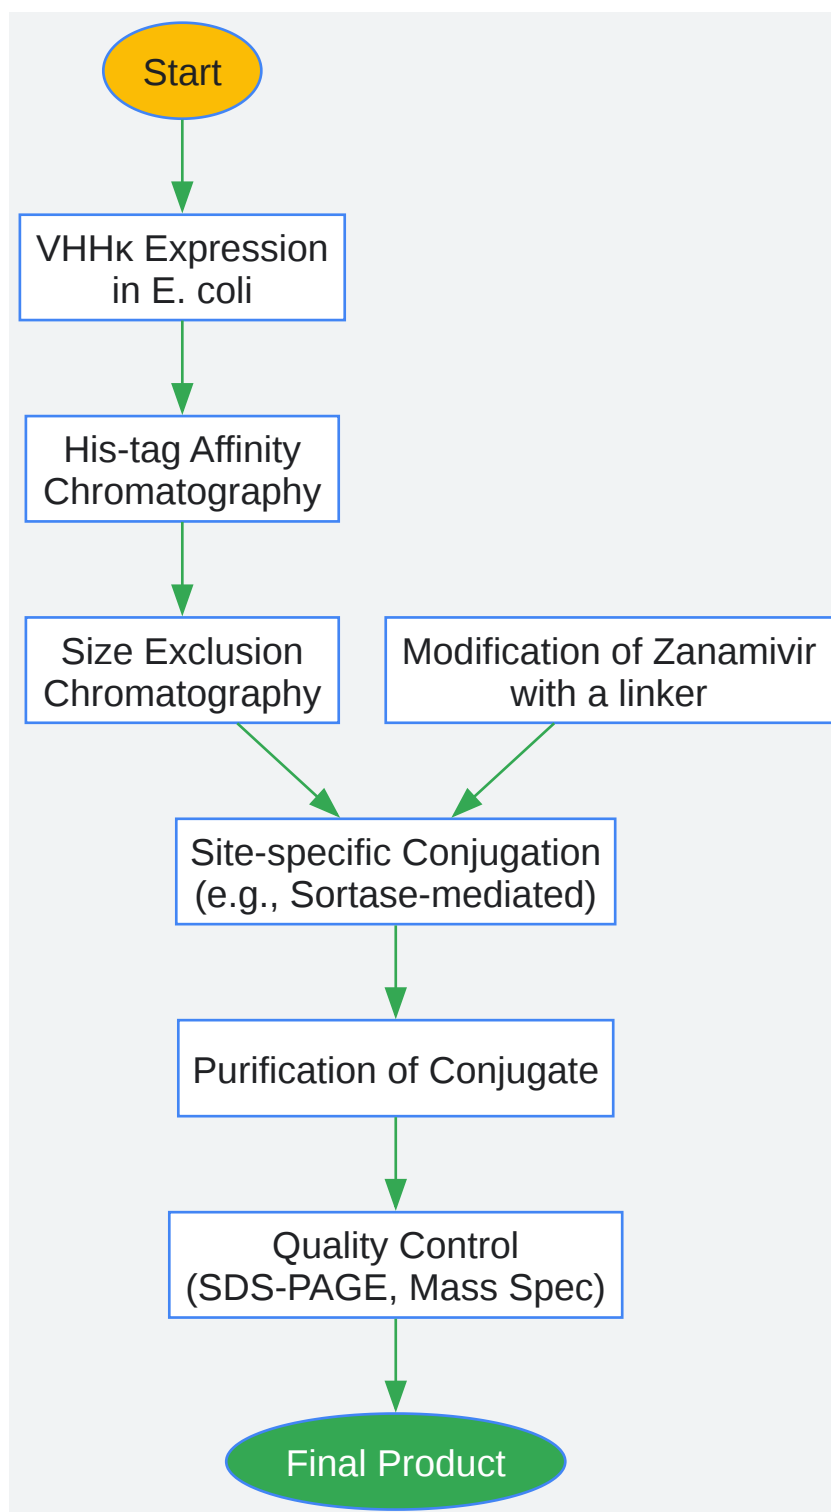 Start
VHHκ Expression
in E. coli
His-tag Affinity
Chromatography
Size Exclusion
Chromatography
Modification of Zanamivir
with a linker
Site-specific Conjugation
(e.g., Sortase-mediated)
Purification of Conjugate
Quality Control
(SDS-PAGE, Mass Spec)
Final Product